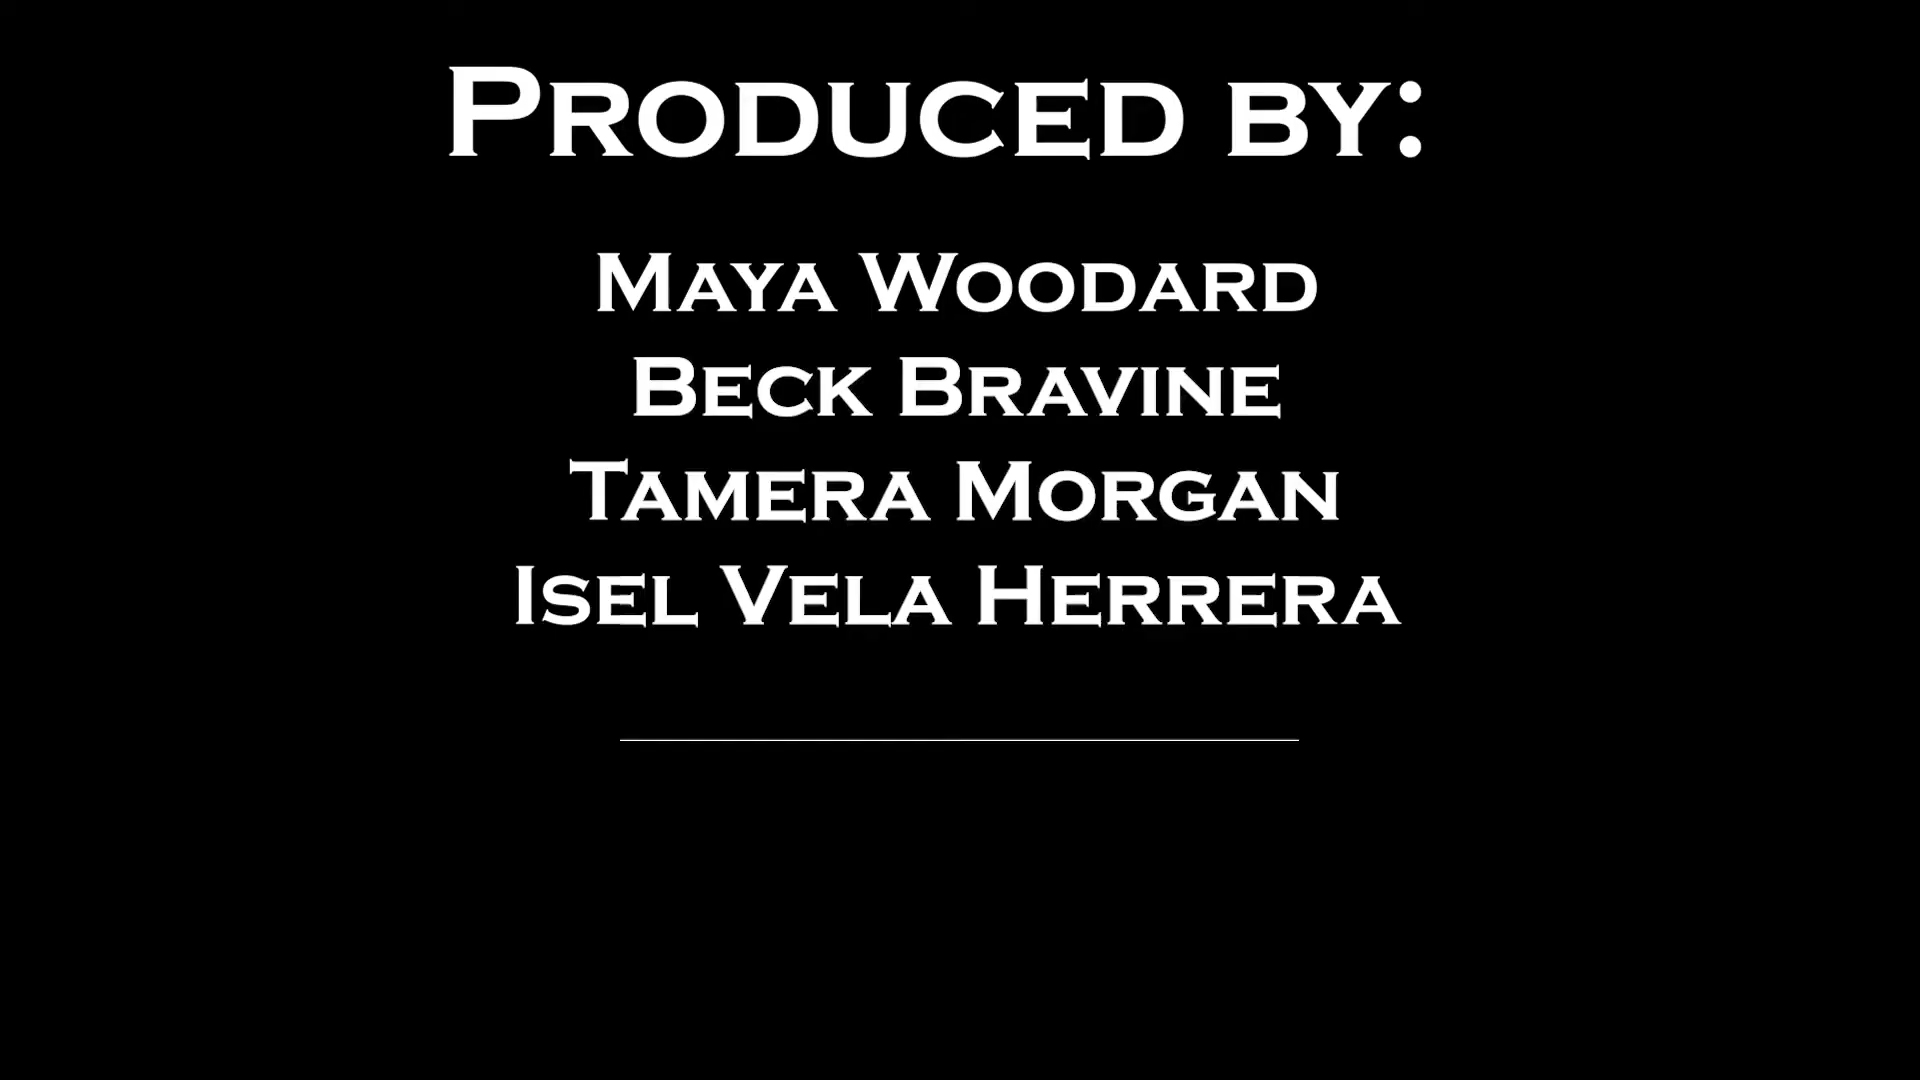 Produced by:
Maya Woodard
Beck Bravine
Tamera Morgan
Isel Vela Herrera